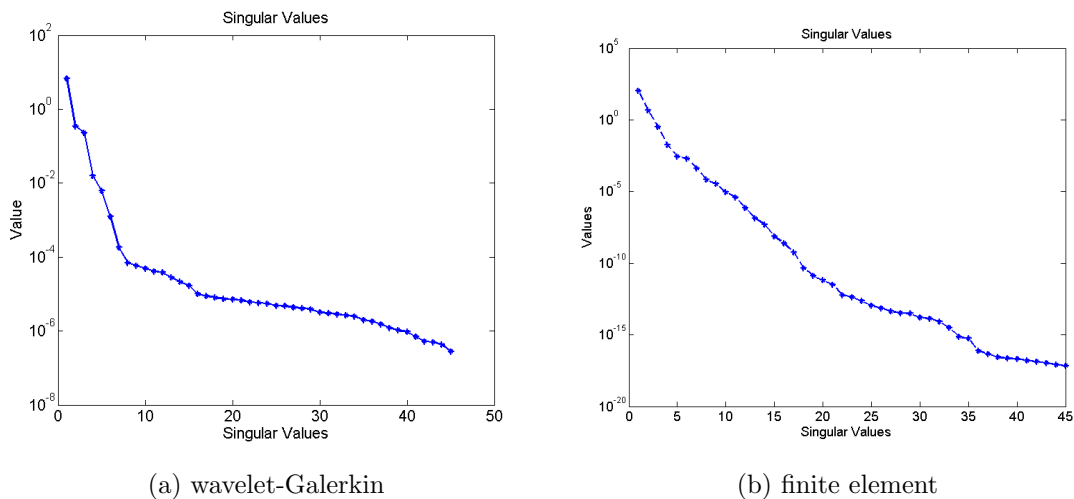 Singular Values
10^2
10^0
10^-2
10^-4
10^-6
10^-8
Value
0 10 20 30 40 50
Singular Values
(a) wavelet-Galerkin
Singular Values
10^5
10^0
10^-5
10^-10
10^-15
10^-20
Values
0 5 10 15 20 25 30 35 40 45
Singular Values
(b) finite element